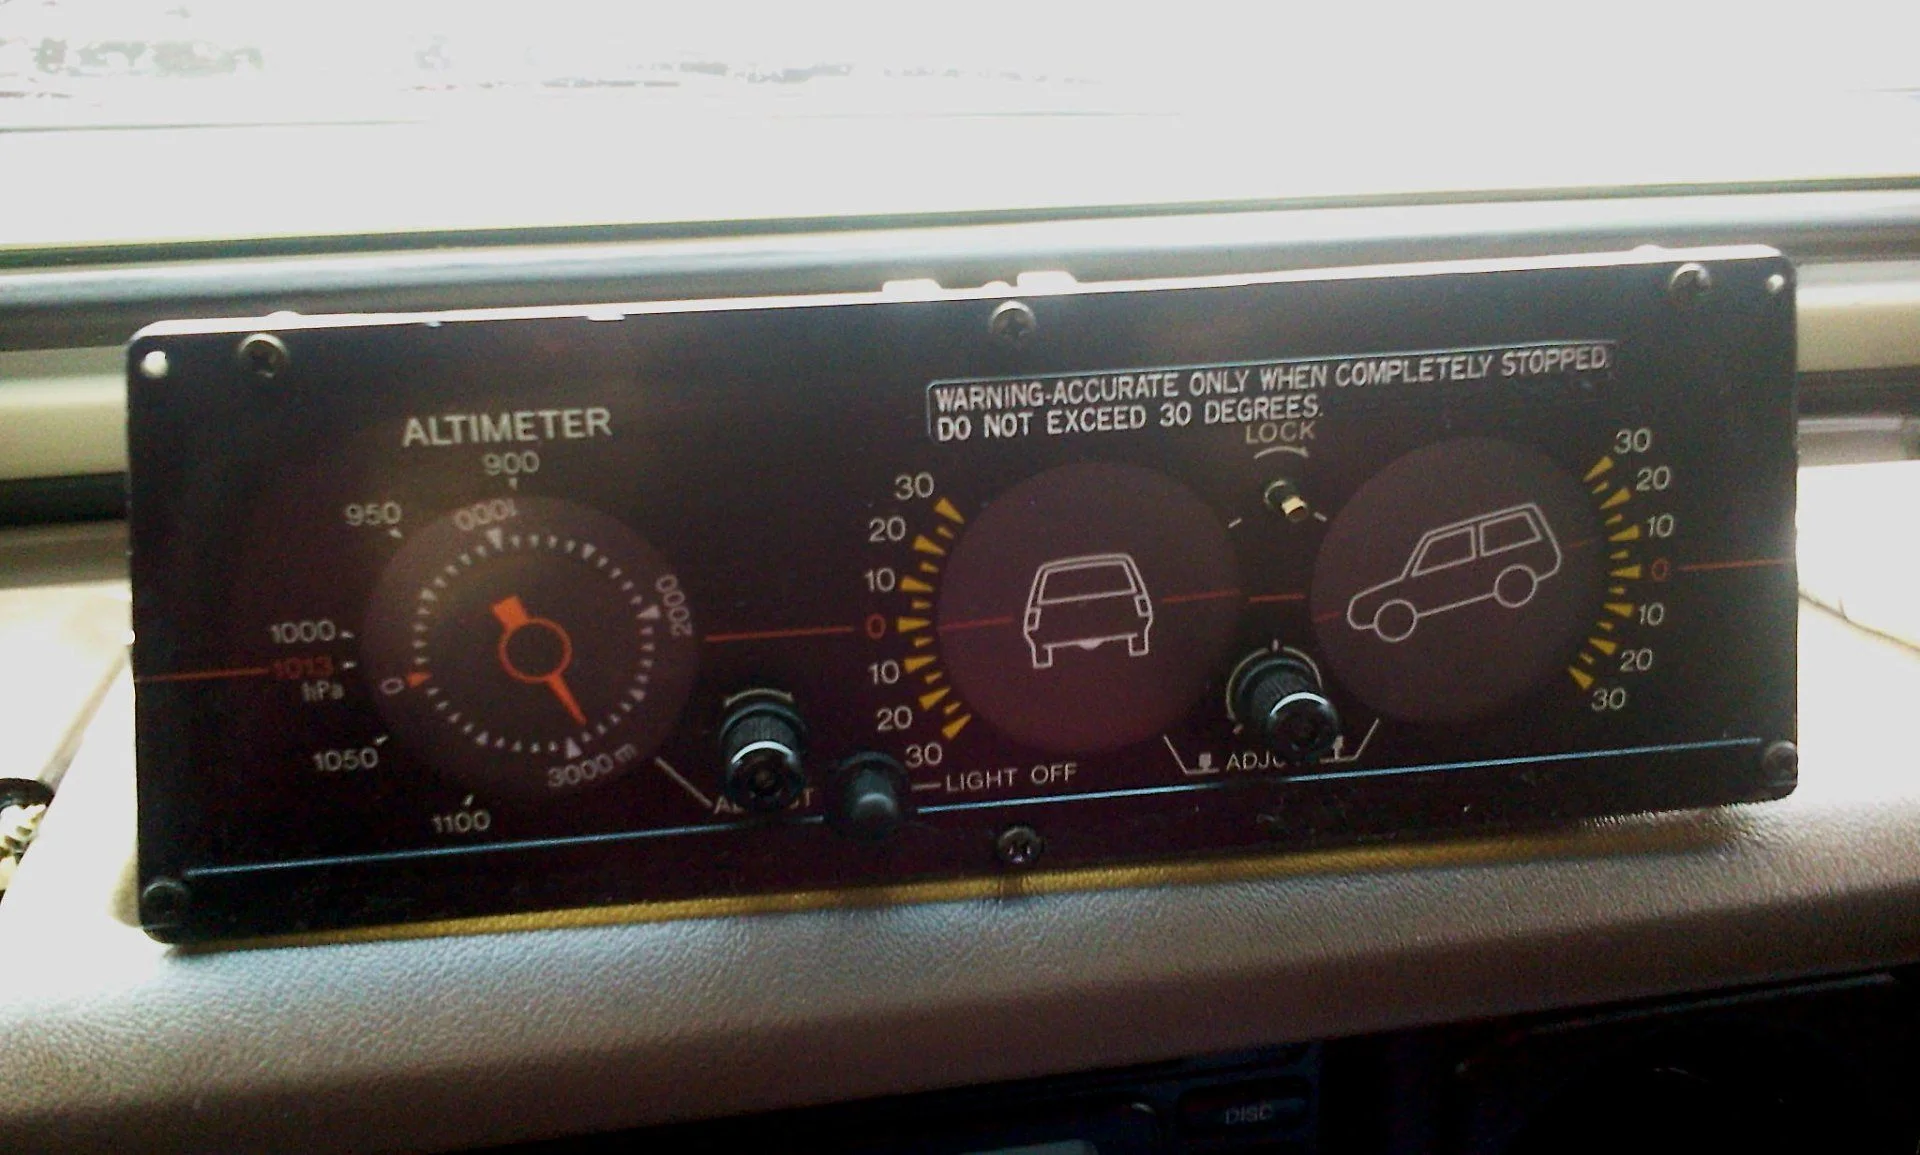 ALTIMETER
900
950
1000
1013
hPa
1050
1100
0
1000
2000
3000 m
WARNING-ACCURATE ONLY WHEN COMPLETELY STOPPED.
DO NOT EXCEED 30 DEGREES.
LOCK
30
20
10
0
10
20
30
30
20
10
0
10
20
30
LIGHT OFF
DISC